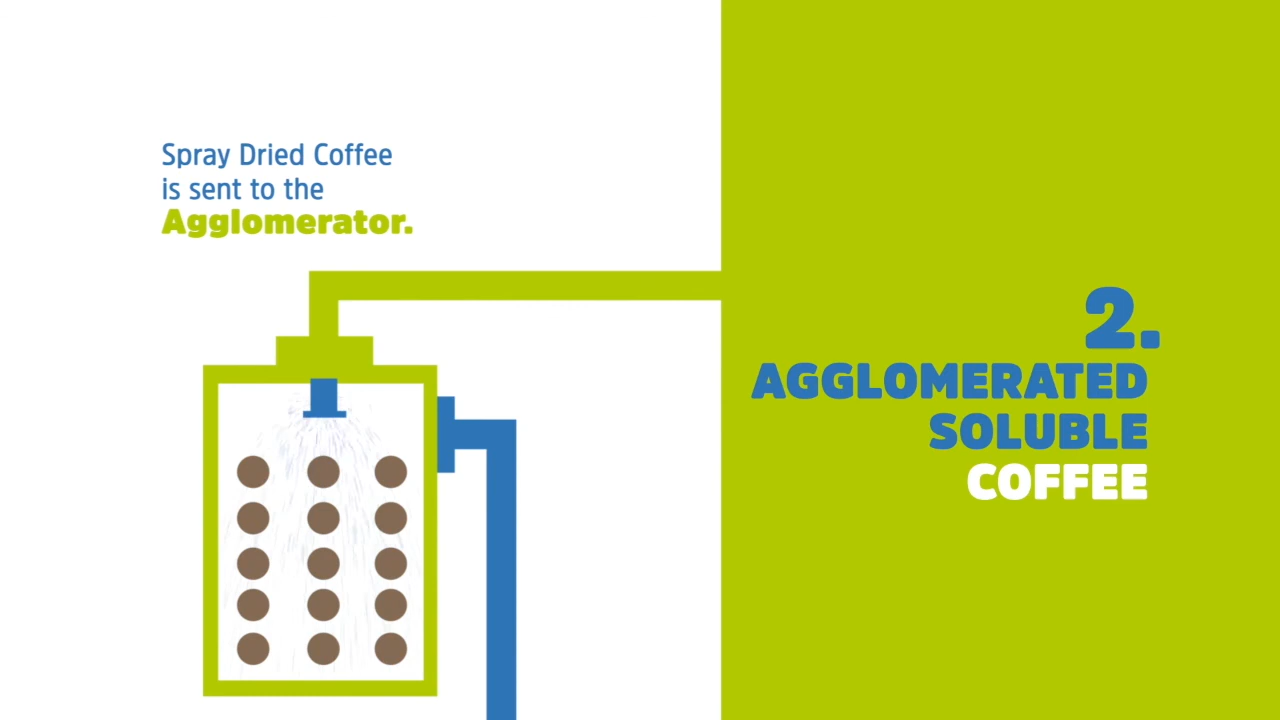 Spray Dried Coffee
is sent to the
Agglomerator.
2.
AGGLOMERATED
SOLUBLE
COFFEE